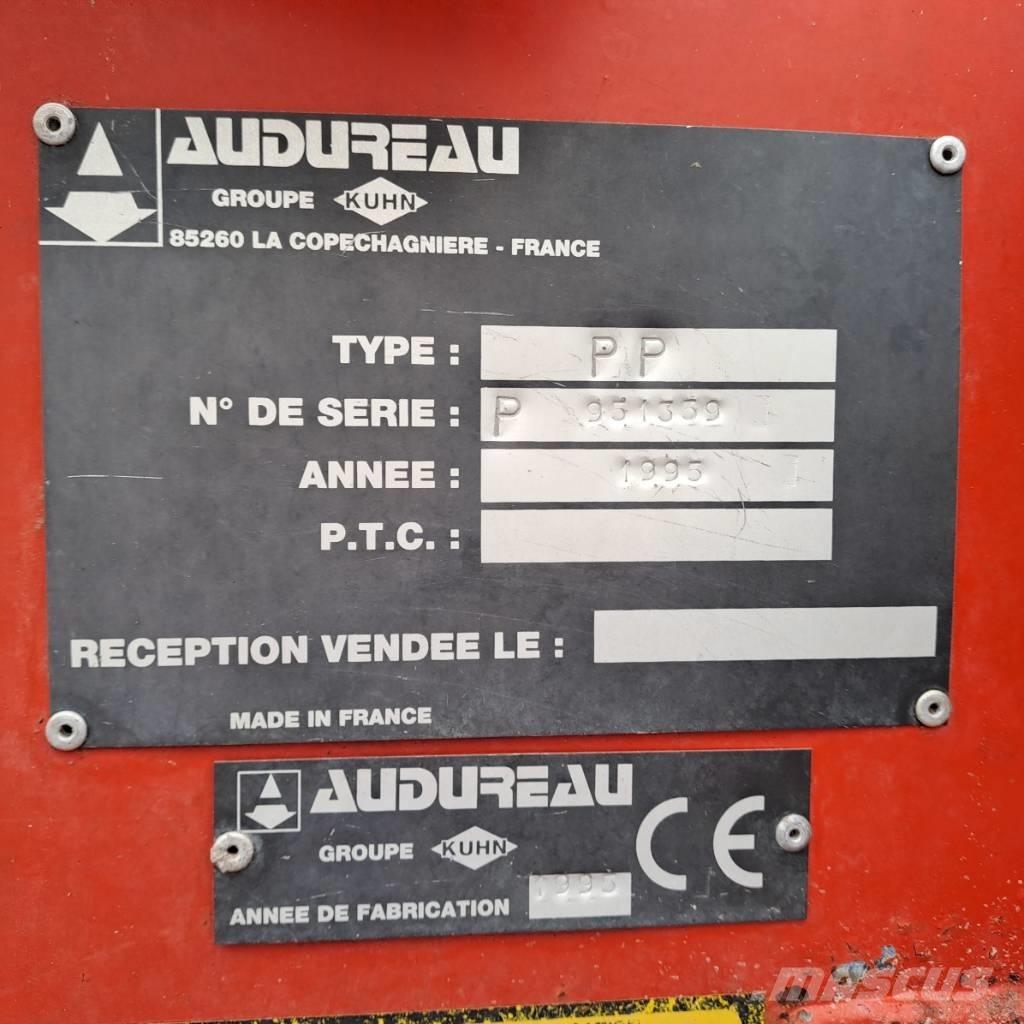 AUDUREAU
GROUPE KUHN
85260 LA COPECHAGNIERE - FRANCE
TYPE : PP
N° DE SERIE : P 951339
ANNEE : 1995
P.T.C. :
RECEPTION VENDEE LE :
MADE IN FRANCE
AUDUREAU
GROUPE KUHN CE
ANNEE DE FABRICATION 1995
MASCUS